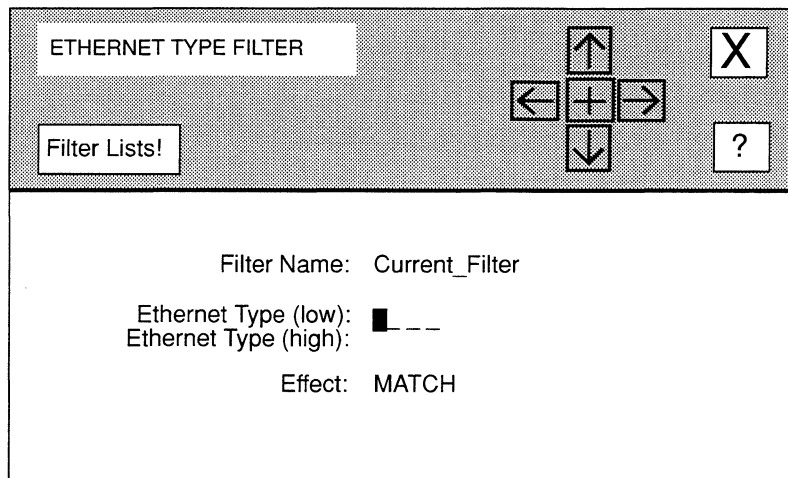 ETHERNET TYPE FILTER
X
Filter Lists!
?
Filter Name: Current_Filter
Ethernet Type (low): █_ _ _
Ethernet Type (high):
Effect: MATCH